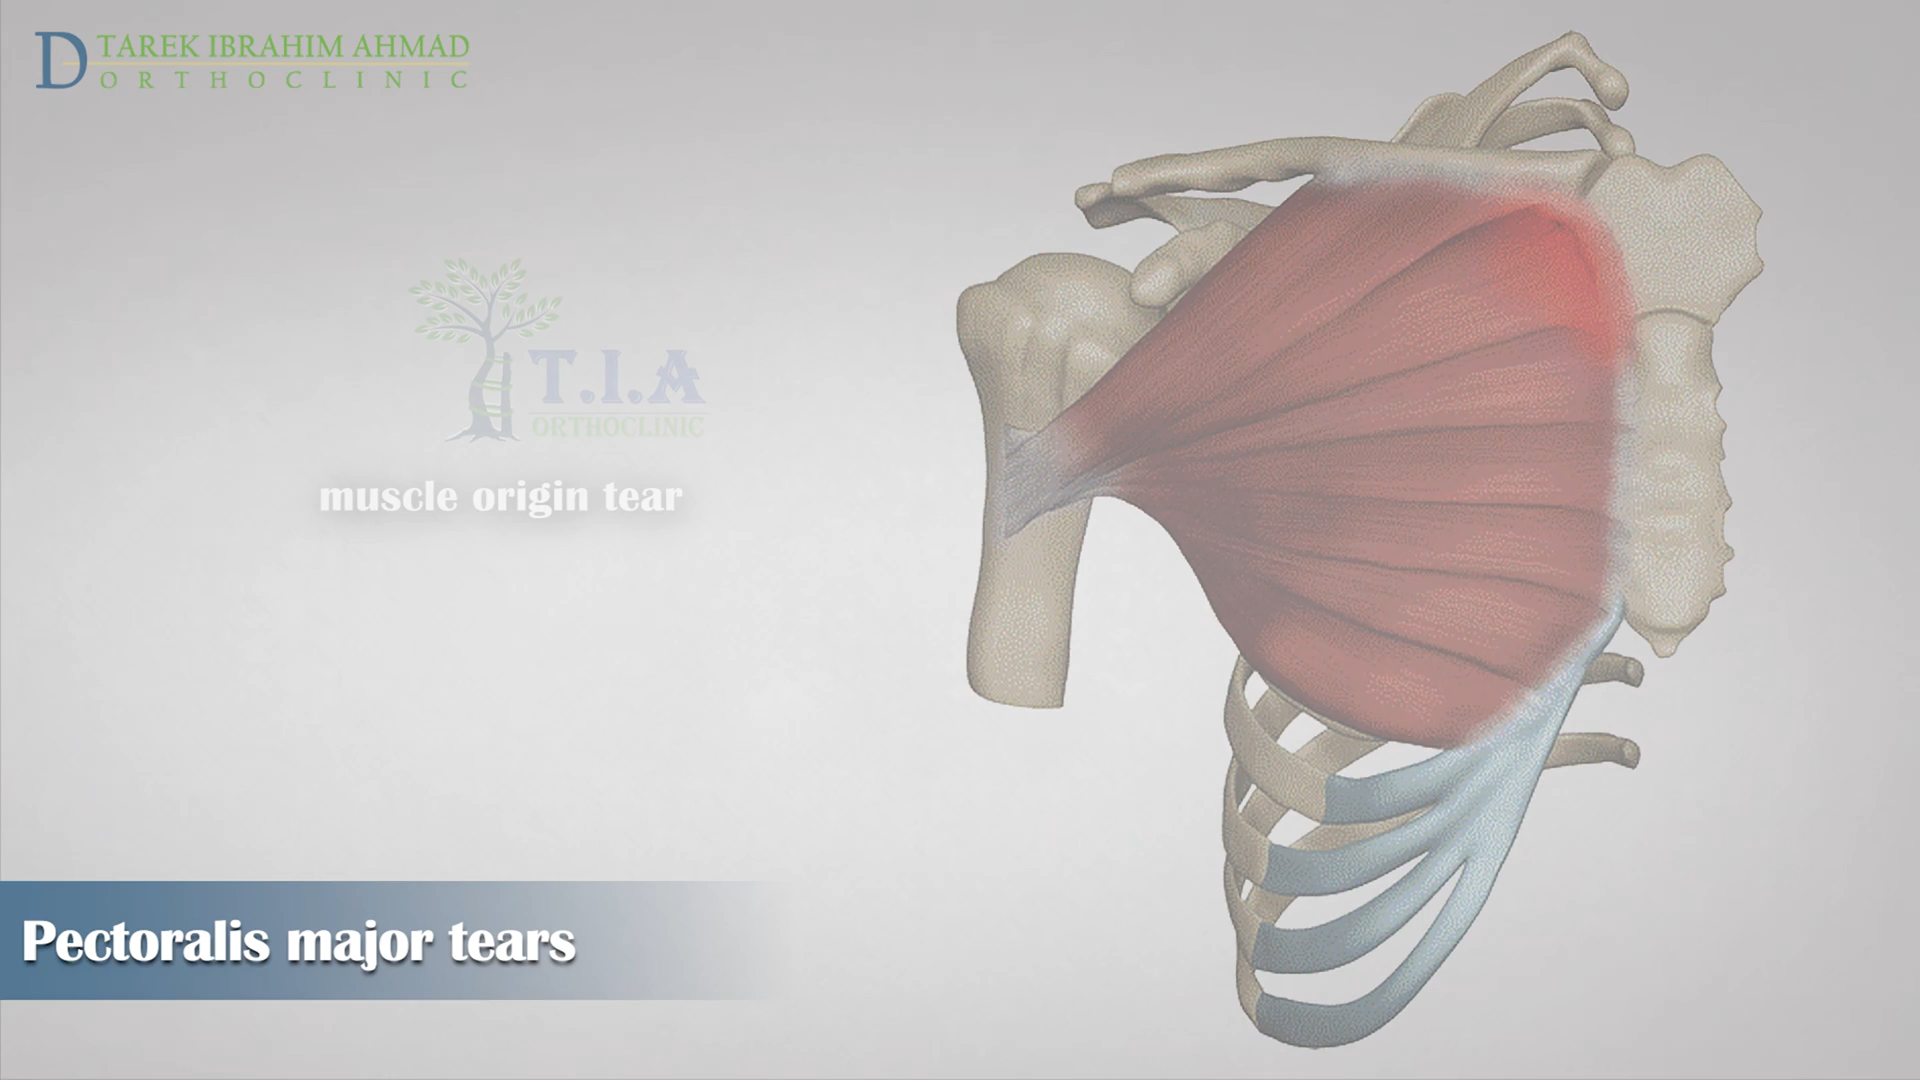 D TAREK IBRAHIM AHMAD
ORTHOCLINIC
T.I.A
ORTHOCLINIC
muscle origin tear
Pectoralis major tears